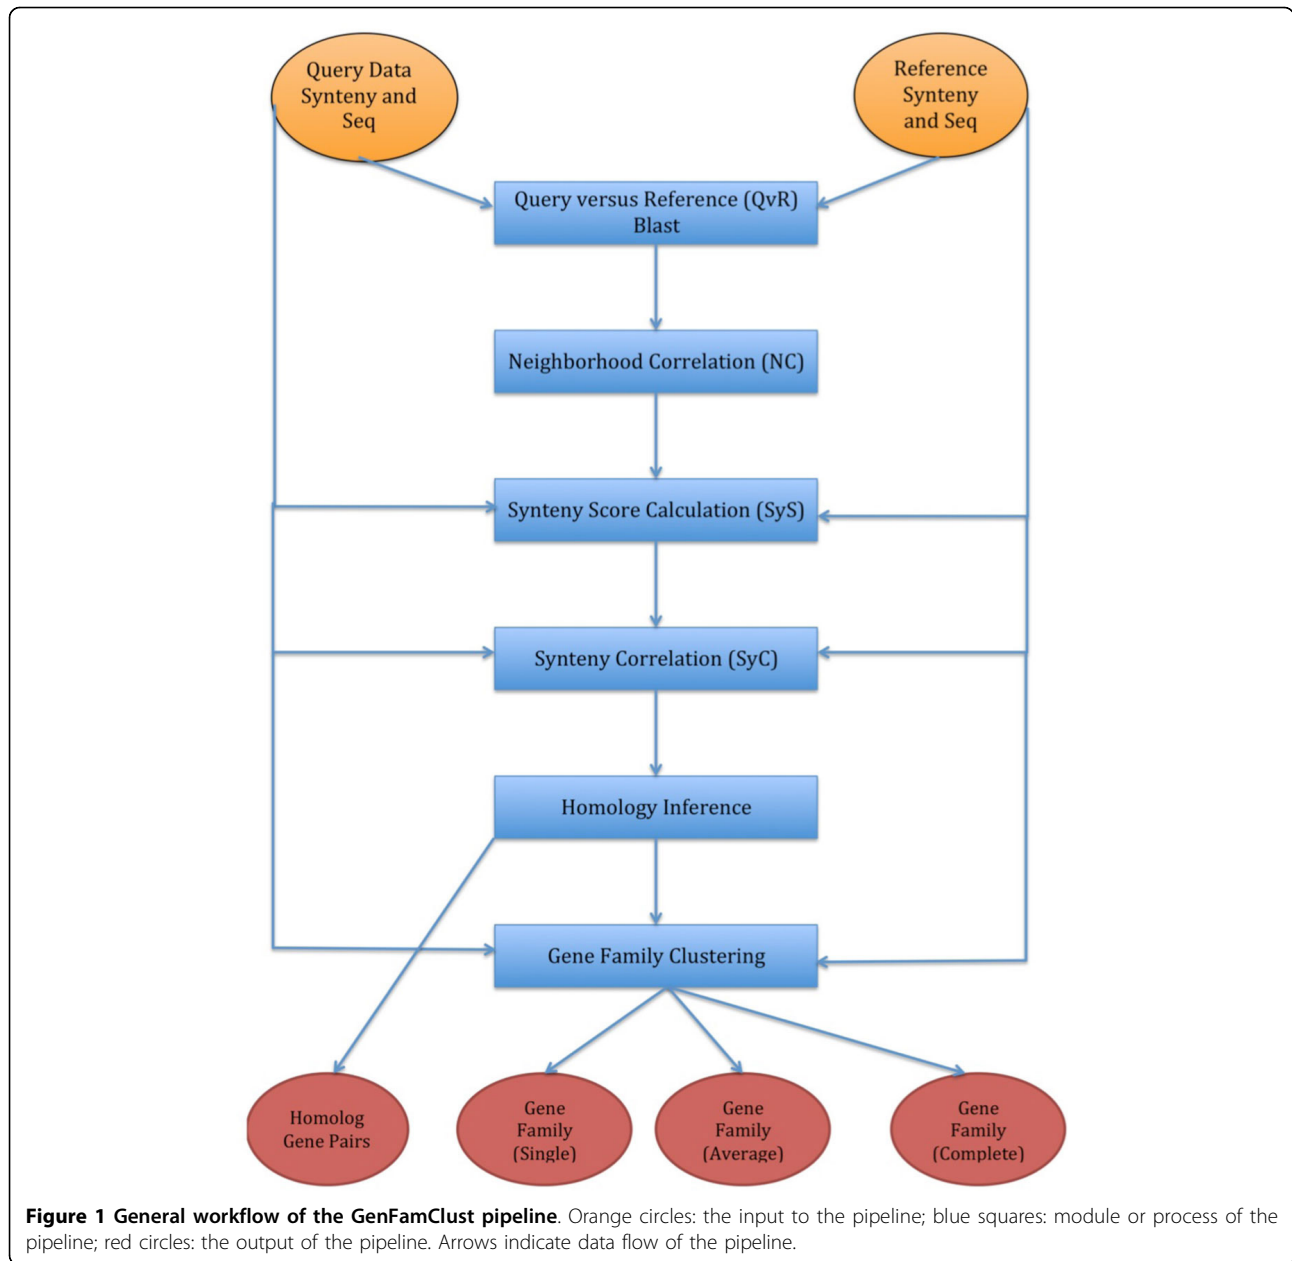 Query Data
Synteny and
Seq
Reference
Synteny
and Seq
Query versus Reference (QvR)
Blast
Neighborhood Correlation (NC)
Synteny Score Calculation (SyS)
Synteny Correlation (SyC)
Homology Inference
Gene Family Clustering
Homolog
Gene Pairs
Gene
Family
(Single)
Gene
Family
(Average)
Gene
Family
(Complete)
Figure 1 General workflow of the GenFamClust pipeline. Orange circles: the input to the pipeline; blue squares: module or process of the
pipeline; red circles: the output of the pipeline. Arrows indicate data flow of the pipeline.